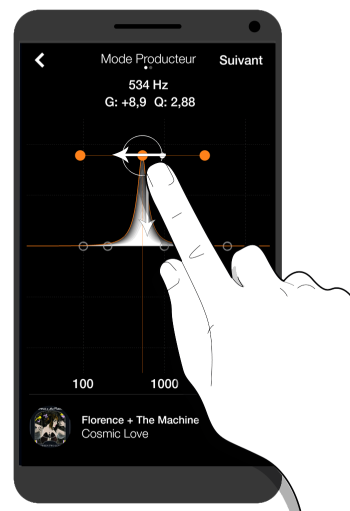 Mode Producteur
Suivant
534 Hz
G: +8,9 Q: 2,88
100
1000
Florence + The Machine
Cosmic Love